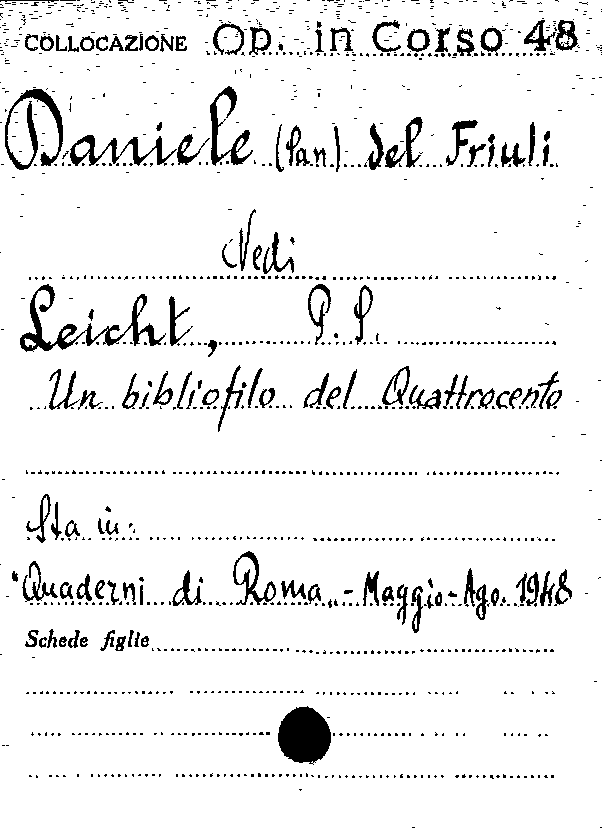 COLLOCAZIONE Op. in Corso 48
Daniele (San) del Friuli
Vedi
Leicht, P. S.
Un bibliofilo del Quattrocento
Sta in:
"Quaderni di Roma„ - Maggio - Ago. 1948
Schede figlie